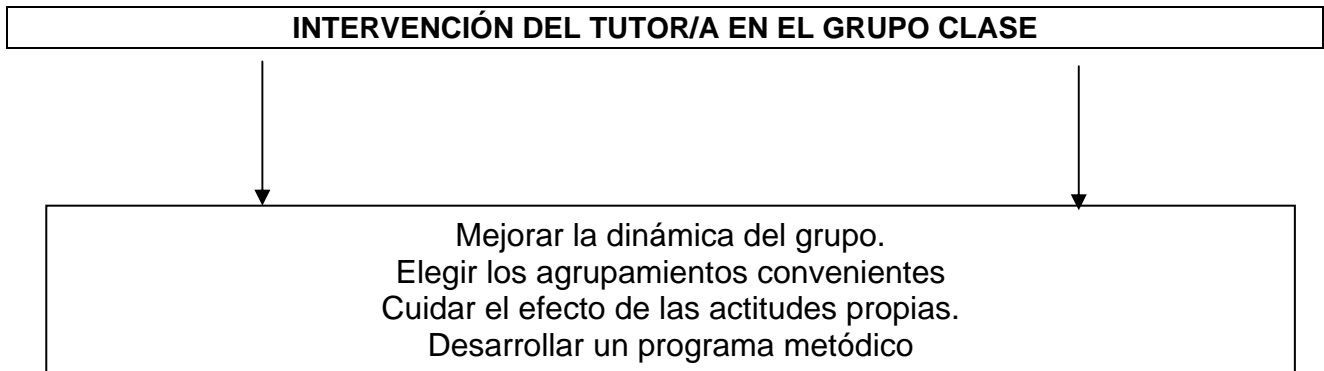 INTERVENCIÓN DEL TUTOR/A EN EL GRUPO CLASE
Mejorar la dinámica del grupo.
Elegir los agrupamientos convenientes
Cuidar el efecto de las actitudes propias.
Desarrollar un programa metódico